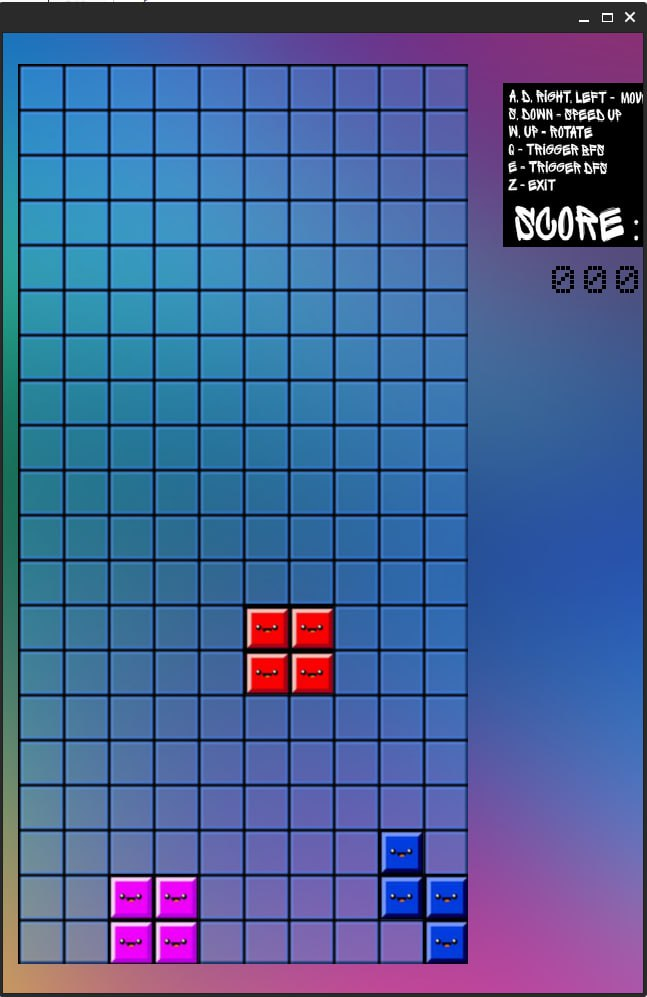 A, D, RIGHT, LEFT - MOV
S, DOWN - SPEED UP
W, UP - ROTATE
Q - TRIGGER BFS
E - TRIGGER DFS
Z - EXIT
SCORE :
000